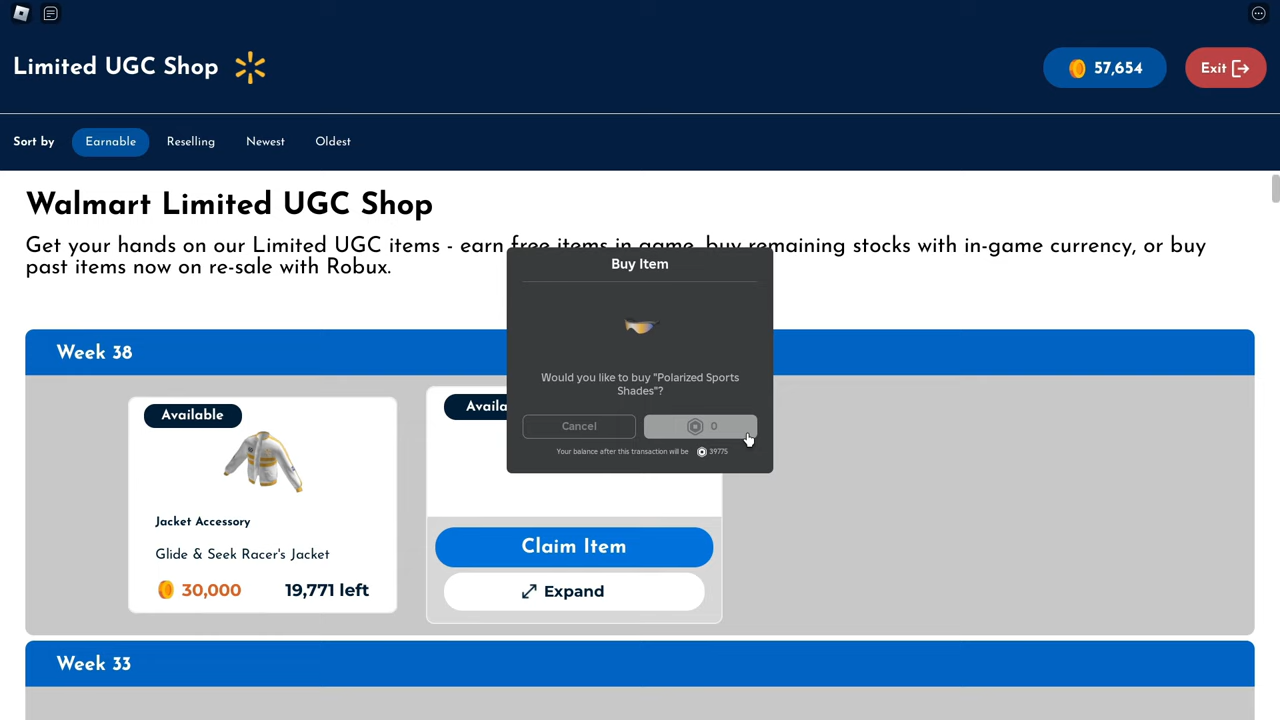 Limited UGC Shop
57,654
Exit
Sort by
Earnable
Reselling
Newest
Oldest
Walmart Limited UGC Shop
Get your hands on our Limited UGC items - earn free items in game, buy remaining stocks with in-game currency, or buy
past items now on re-sale with Robux.
Buy Item
Would you like to buy "Polarized Sports
Shades"?
Cancel
0
Your balance after this transaction will be 39775
Week 38
Available
Jacket Accessory
Glide & Seek Racer's Jacket
30,000
19,771 left
Availa
Claim Item
Expand
Week 33